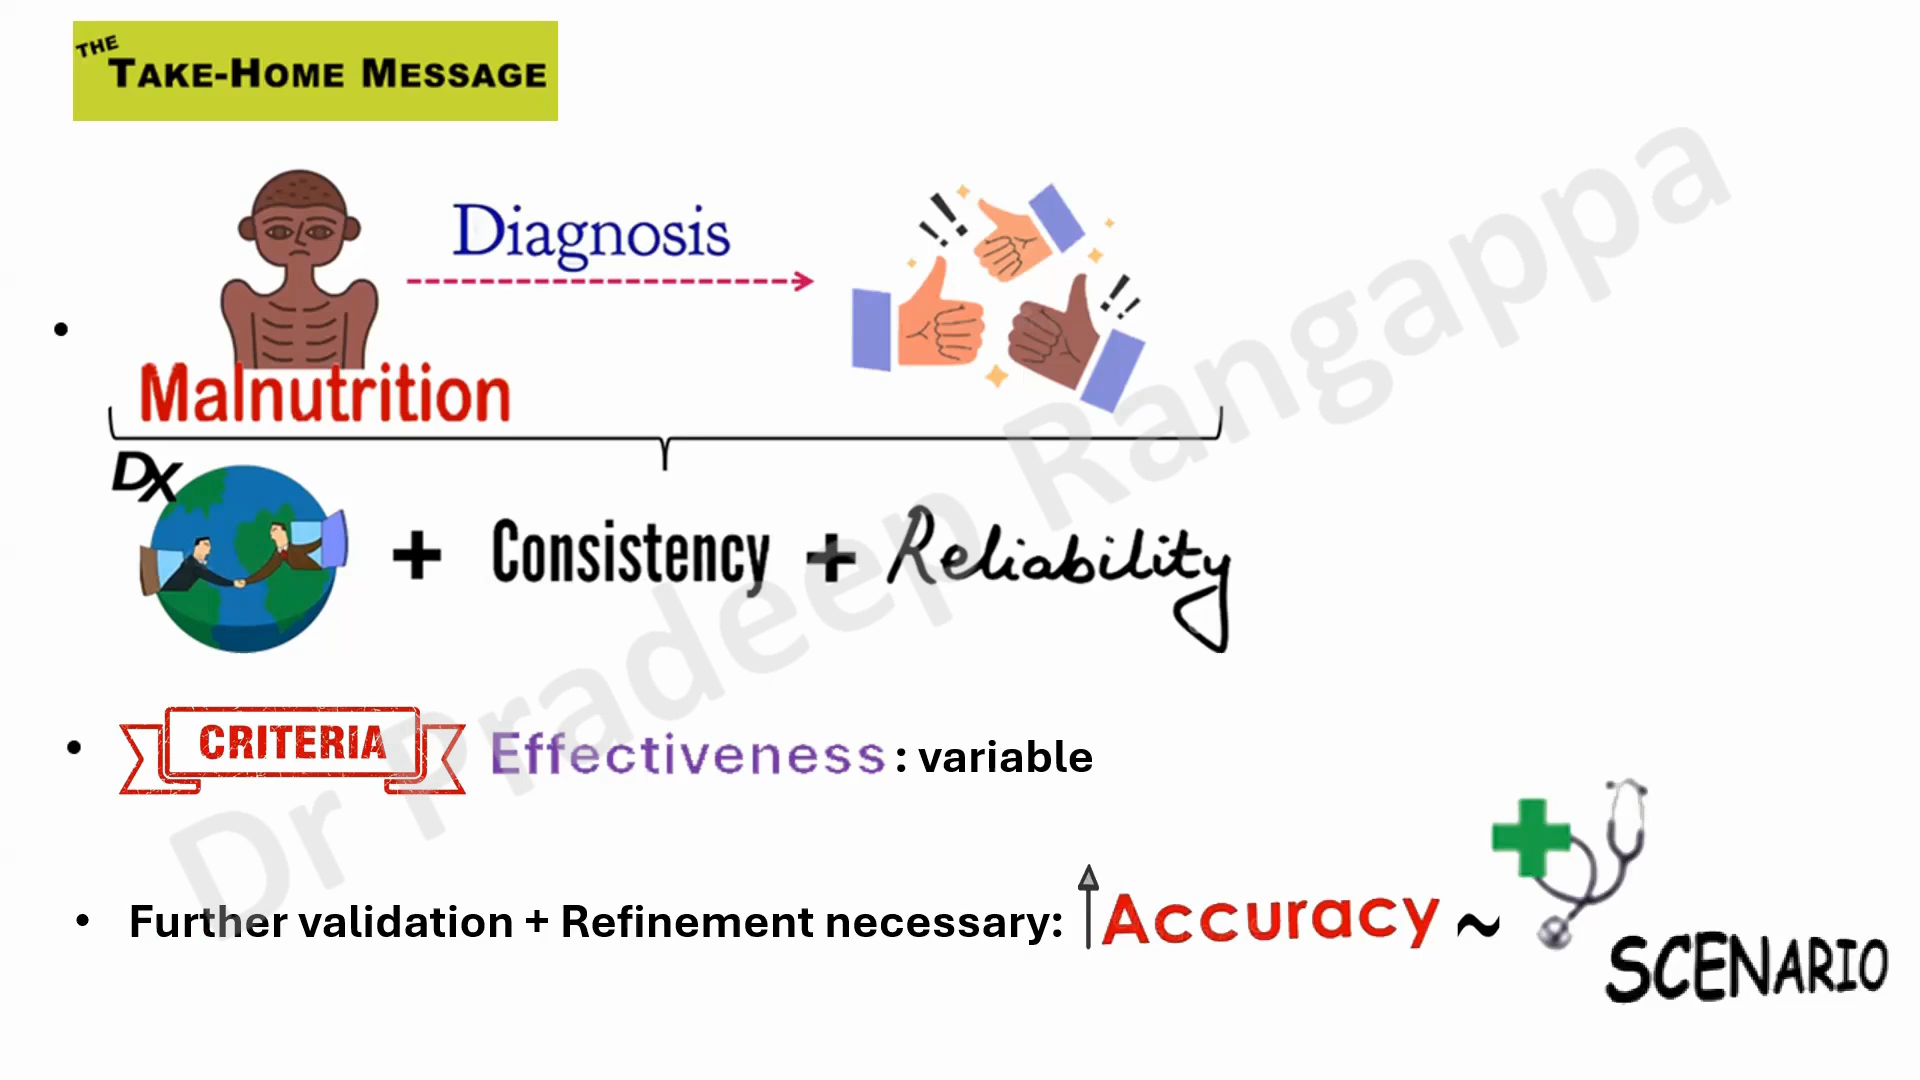 THE
TAKE-HOME MESSAGE
Diagnosis
Malnutrition
DX
+ Consistency + Reliability
• CRITERIA Effectiveness : variable
• Further validation + Refinement necessary: Accuracy ~
SCENARIO
Dr Pradeep Rangappa